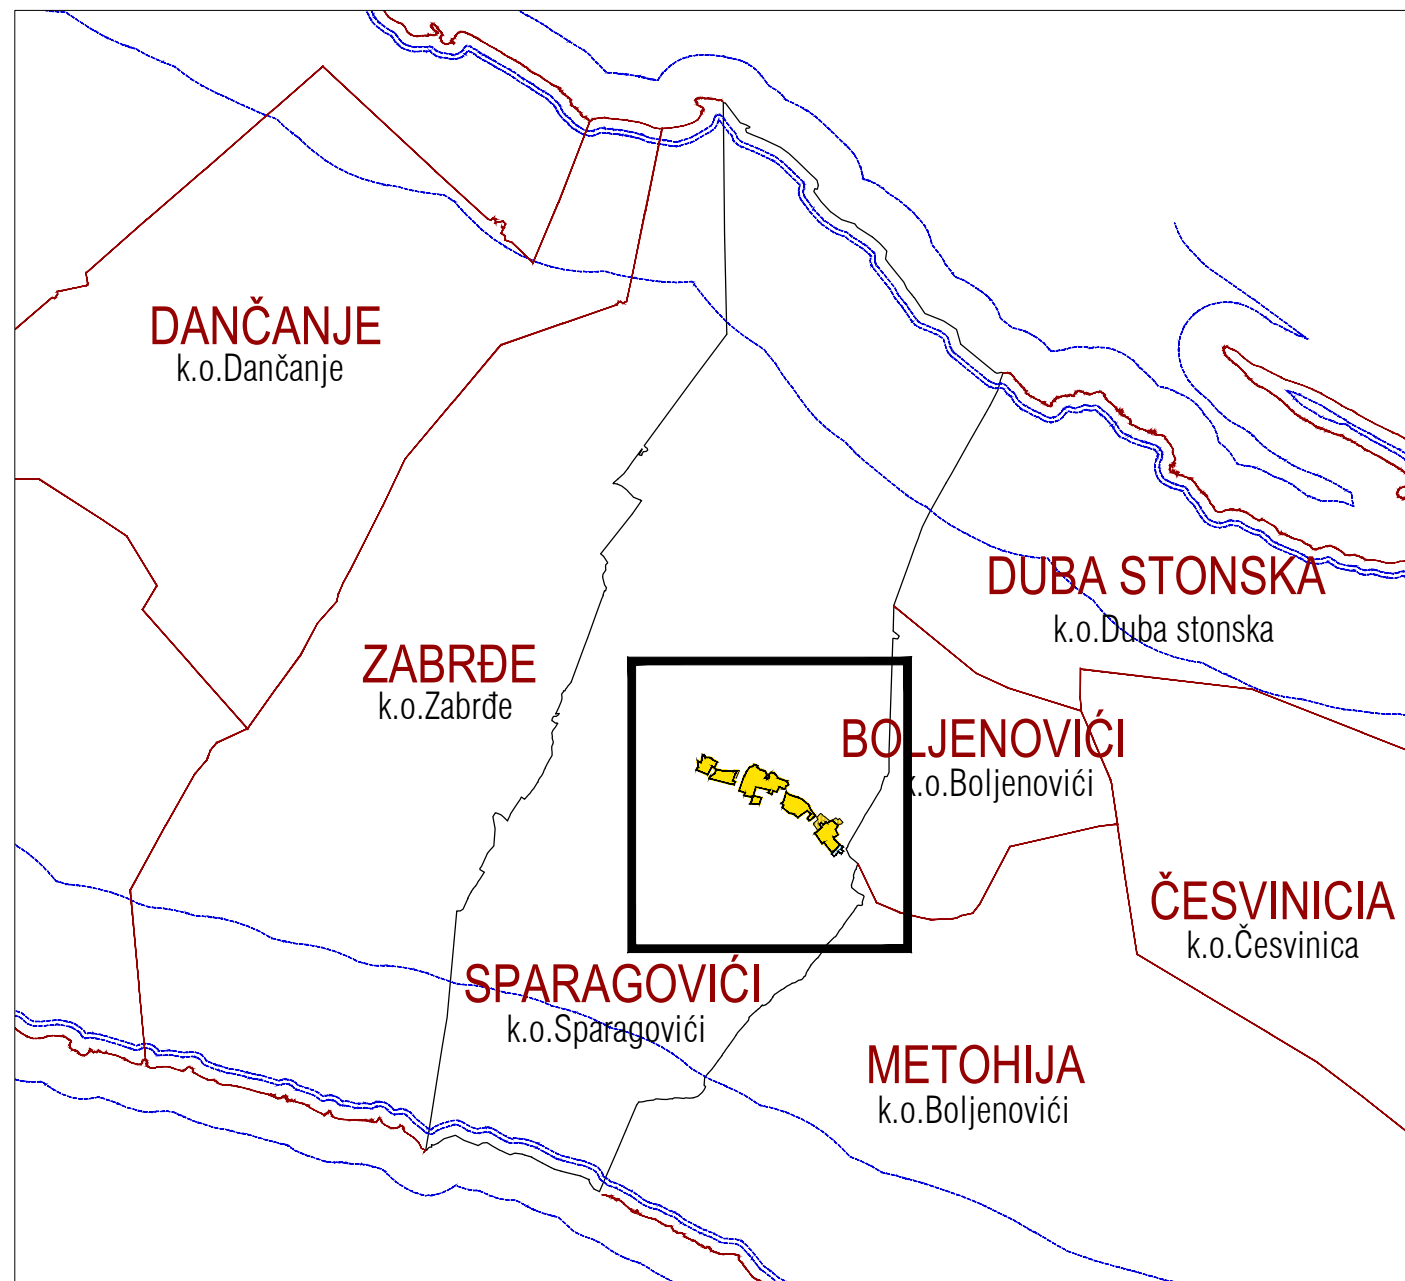 DANČANJE
k.o.Dančanje
DUBA STONSKA
k.o.Duba stonska
ZABRĐE
k.o.Zabrđe
BOLJENOVIĆI
k.o.Boljenovići
ČESVINICIA
k.o.Česvinica
SPARAGOVIĆI
k.o.Sparagovići
METOHIJA
k.o.Boljenovići